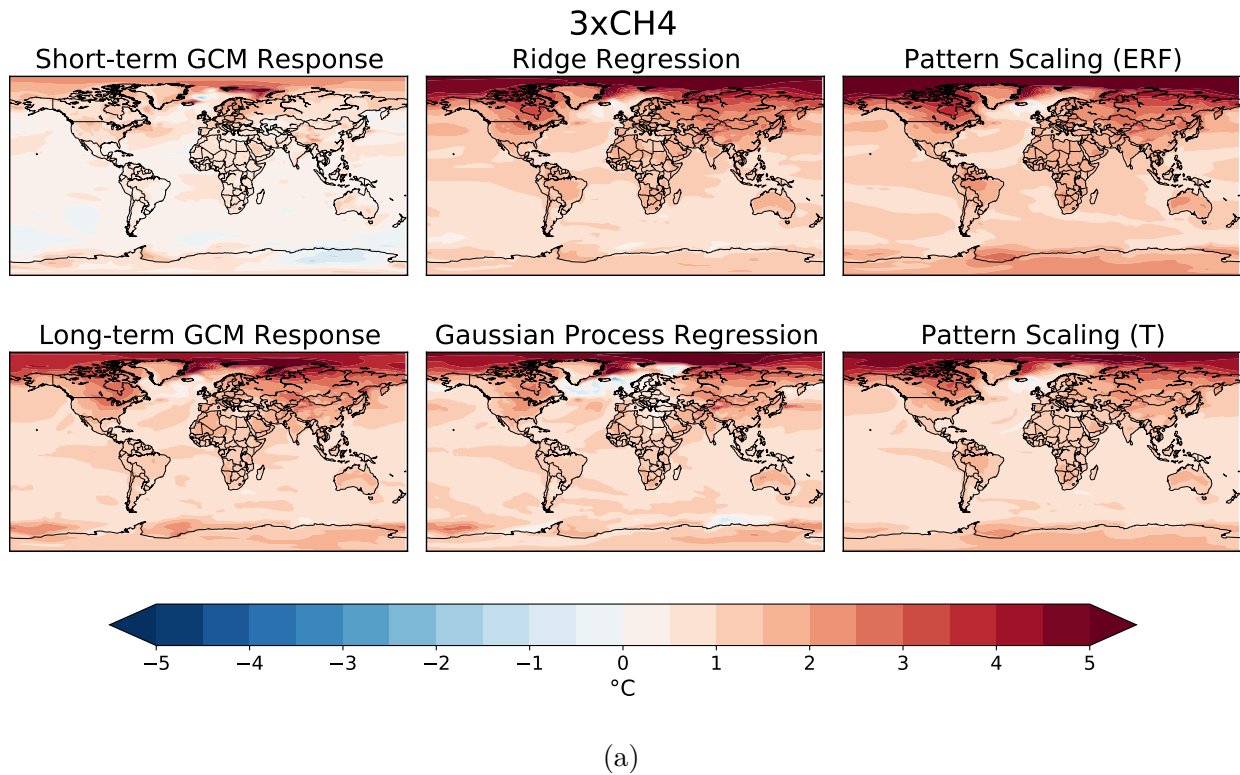 3xCH4
Short-term GCM Response
Ridge Regression
Pattern Scaling (ERF)
Long-term GCM Response
Gaussian Process Regression
Pattern Scaling (T)
−5 −4 −3 −2 −1 0 1 2 3 4 5
°C
(a)